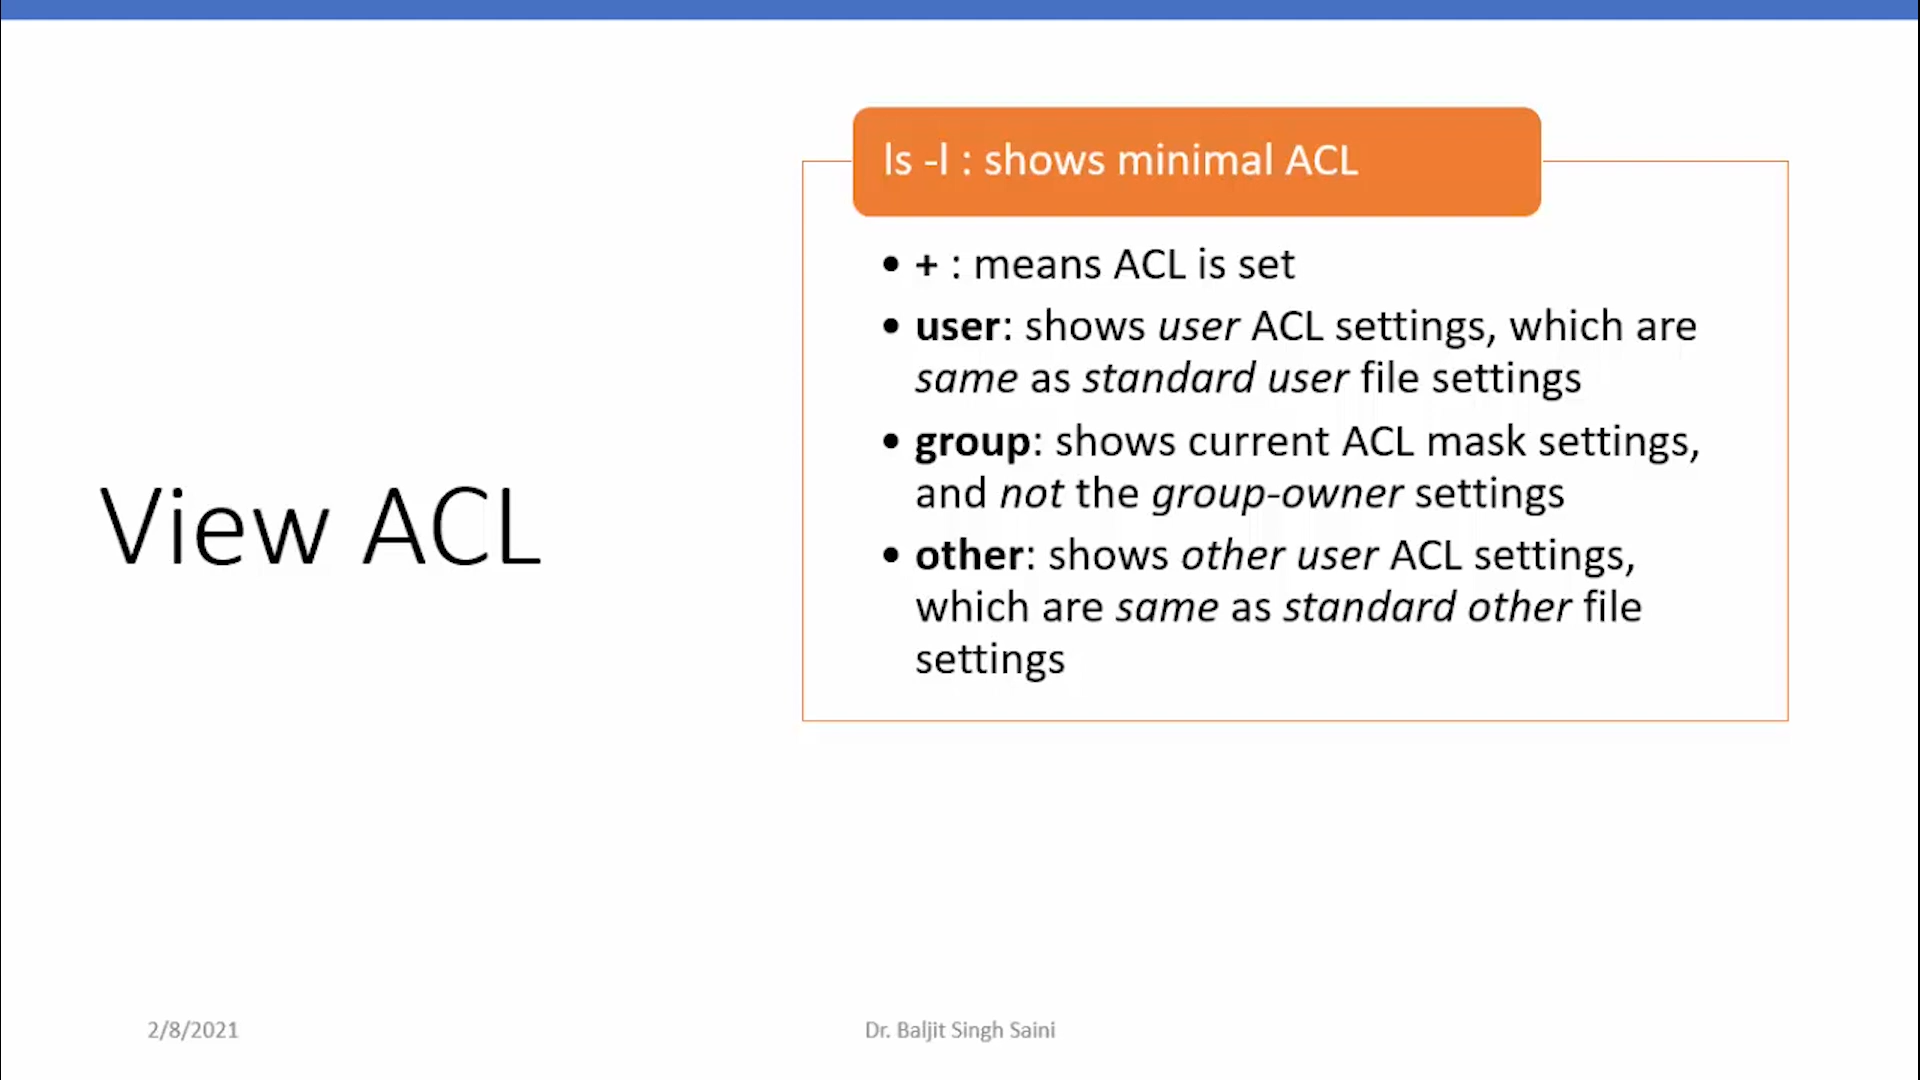 View ACL
ls -l : shows minimal ACL
• + : means ACL is set
• user: shows user ACL settings, which are
same as standard user file settings
• group: shows current ACL mask settings,
and not the group-owner settings
• other: shows other user ACL settings,
which are same as standard other file
settings
2/8/2021
Dr. Baljit Singh Saini